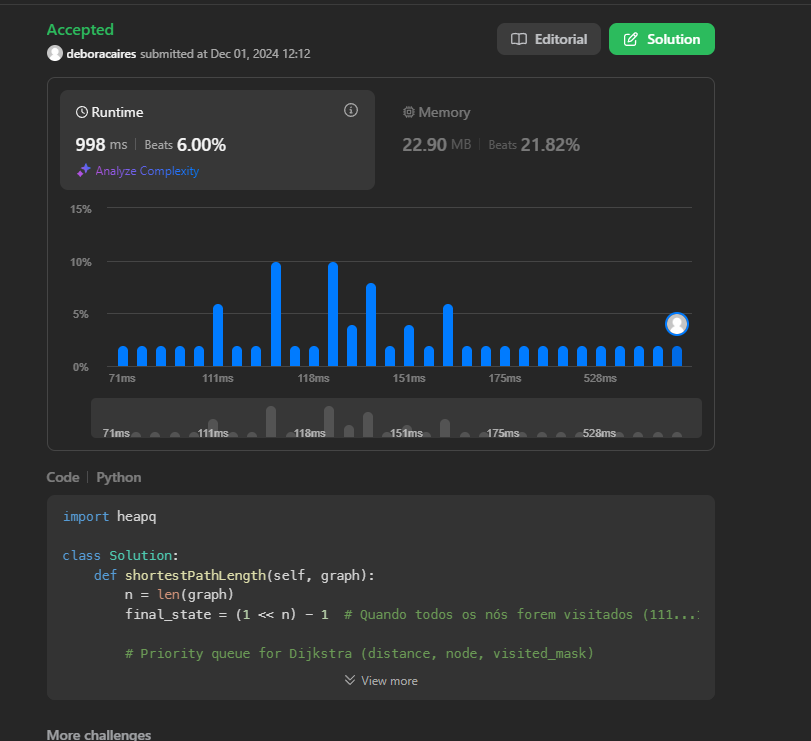 Accepted
Editorial
Solution
deboracaires submitted at Dec 01, 2024 12:12
Runtime
998 ms | Beats 6.00%
Analyze Complexity
Memory
22.90 MB | Beats 21.82%
15%
10%
5%
0%
71ms 111ms 118ms 151ms 175ms 528ms
71ms 111ms 118ms 151ms 175ms 528ms
Code | Python
import heapq
class Solution:
def shortestPathLength(self, graph):
n = len(graph)
final_state = (1 << n) - 1 # Quando todos os nós forem visitados (111...
# Priority queue for Dijkstra (distance, node, visited_mask)
View more
More challenges